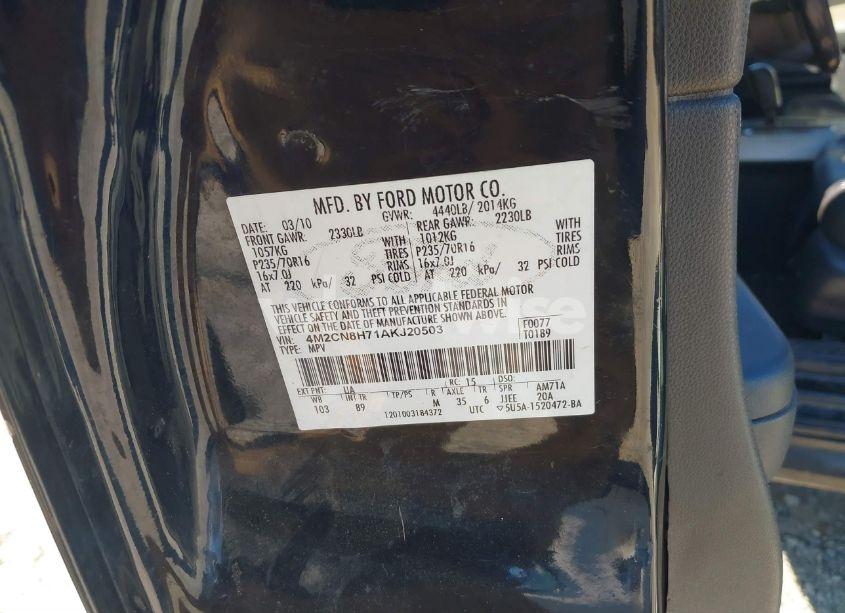 MFD. BY FORD MOTOR CO.
DATE: 03/10 GVWR: 4440LB/ 2014KG
FRONT GAWR: 2330LB REAR GAWR: 2230LB
1057KG WITH 1012KG WITH
P235/70R16 TIRES P235/70R16 TIRES
16x7.0J RIMS 16x7.0J RIMS
AT 220 kPa/ 32 PSI COLD AT 220 kPa/ 32 PSI COLD
THIS VEHICLE CONFORMS TO ALL APPLICABLE FEDERAL MOTOR
VEHICLE SAFETY AND THEFT PREVENTION STANDARDS IN
EFFECT ON THE DATE OF MANUFACTURE SHOWN ABOVE.
VIN: 4M2CN8H71AKJ20503 F0077
TYPE: MPV T0189
EXT PNT: UA RC: 15 DSO:
WB INT TR TP/PS R AXLE TR SPR AM71A
103 B9 M 35 6 JJEE 20A
1201003184372 UTC 5U5A-1520472-BA